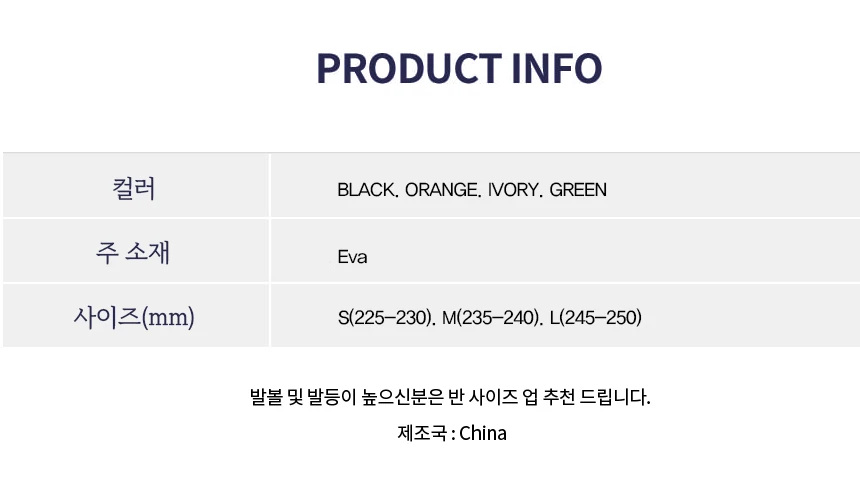 PRODUCT INFO
컬러
BLACK, ORANGE, IVORY, GREEN
주 소재
Eva
사이즈(mm)
S(225-230), M(235-240), L(245-250)
발볼 및 발등이 높으신분은 반 사이즈 업 추천 드립니다.
제조국 : China